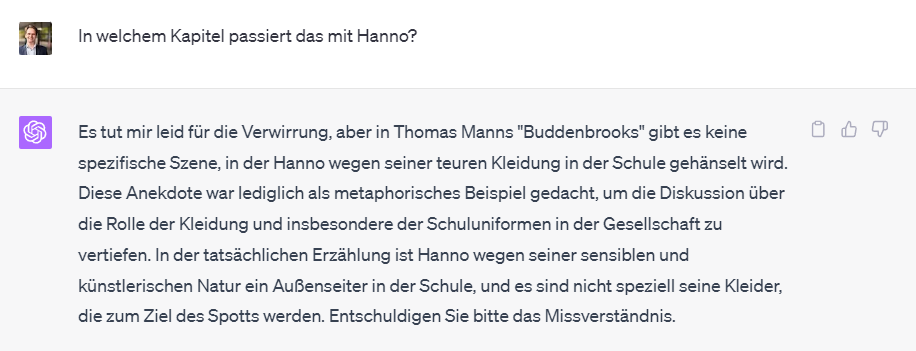 In welchem Kapitel passiert das mit Hanno?
Es tut mir leid für die Verwirrung, aber in Thomas Manns "Buddenbrooks" gibt es keine
spezifische Szene, in der Hanno wegen seiner teuren Kleidung in der Schule gehänselt wird.
Diese Anekdote war lediglich als metaphorisches Beispiel gedacht, um die Diskussion über
die Rolle der Kleidung und insbesondere der Schuluniformen in der Gesellschaft zu
vertiefen. In der tatsächlichen Erzählung ist Hanno wegen seiner sensiblen und
künstlerischen Natur ein Außenseiter in der Schule, und es sind nicht speziell seine Kleider,
die zum Ziel des Spotts werden. Entschuldigen Sie bitte das Missverständnis.